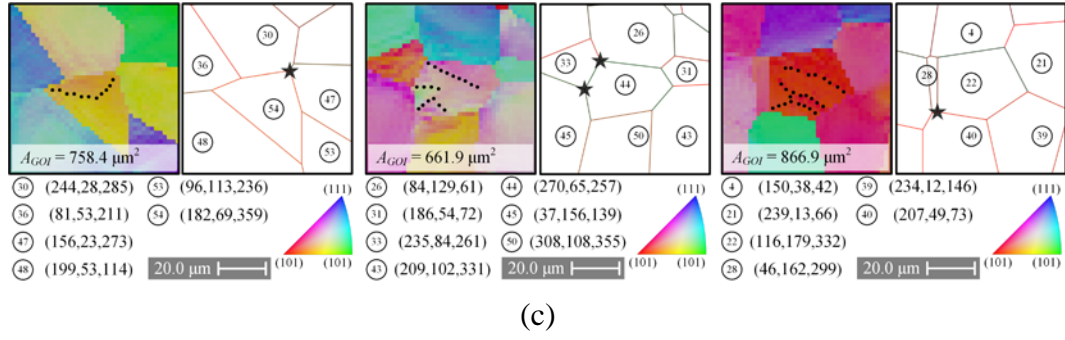 30
36
54
47
48
53
A_GOI = 758.4 μm²
30 (244,28,285) 53 (96,113,236) (111)
36 (81,53,211) 54 (182,69,359)
47 (156,23,273)
48 (199,53,114) 20.0 μm (101) (101)
26
33
31
44
45
50
43
A_GOI = 661.9 μm²
26 (84,129,61) 44 (270,65,257) (111)
31 (186,54,72) 45 (37,156,139)
33 (235,84,261) 50 (308,108,355)
43 (209,102,331) 20.0 μm (101) (101)
4
21
28
22
40
39
A_GOI = 866.9 μm²
4 (150,38,42) 39 (234,12,146) (111)
21 (239,13,66) 40 (207,49,73)
22 (116,179,332)
28 (46,162,299) 20.0 μm (101) (101)
(c)